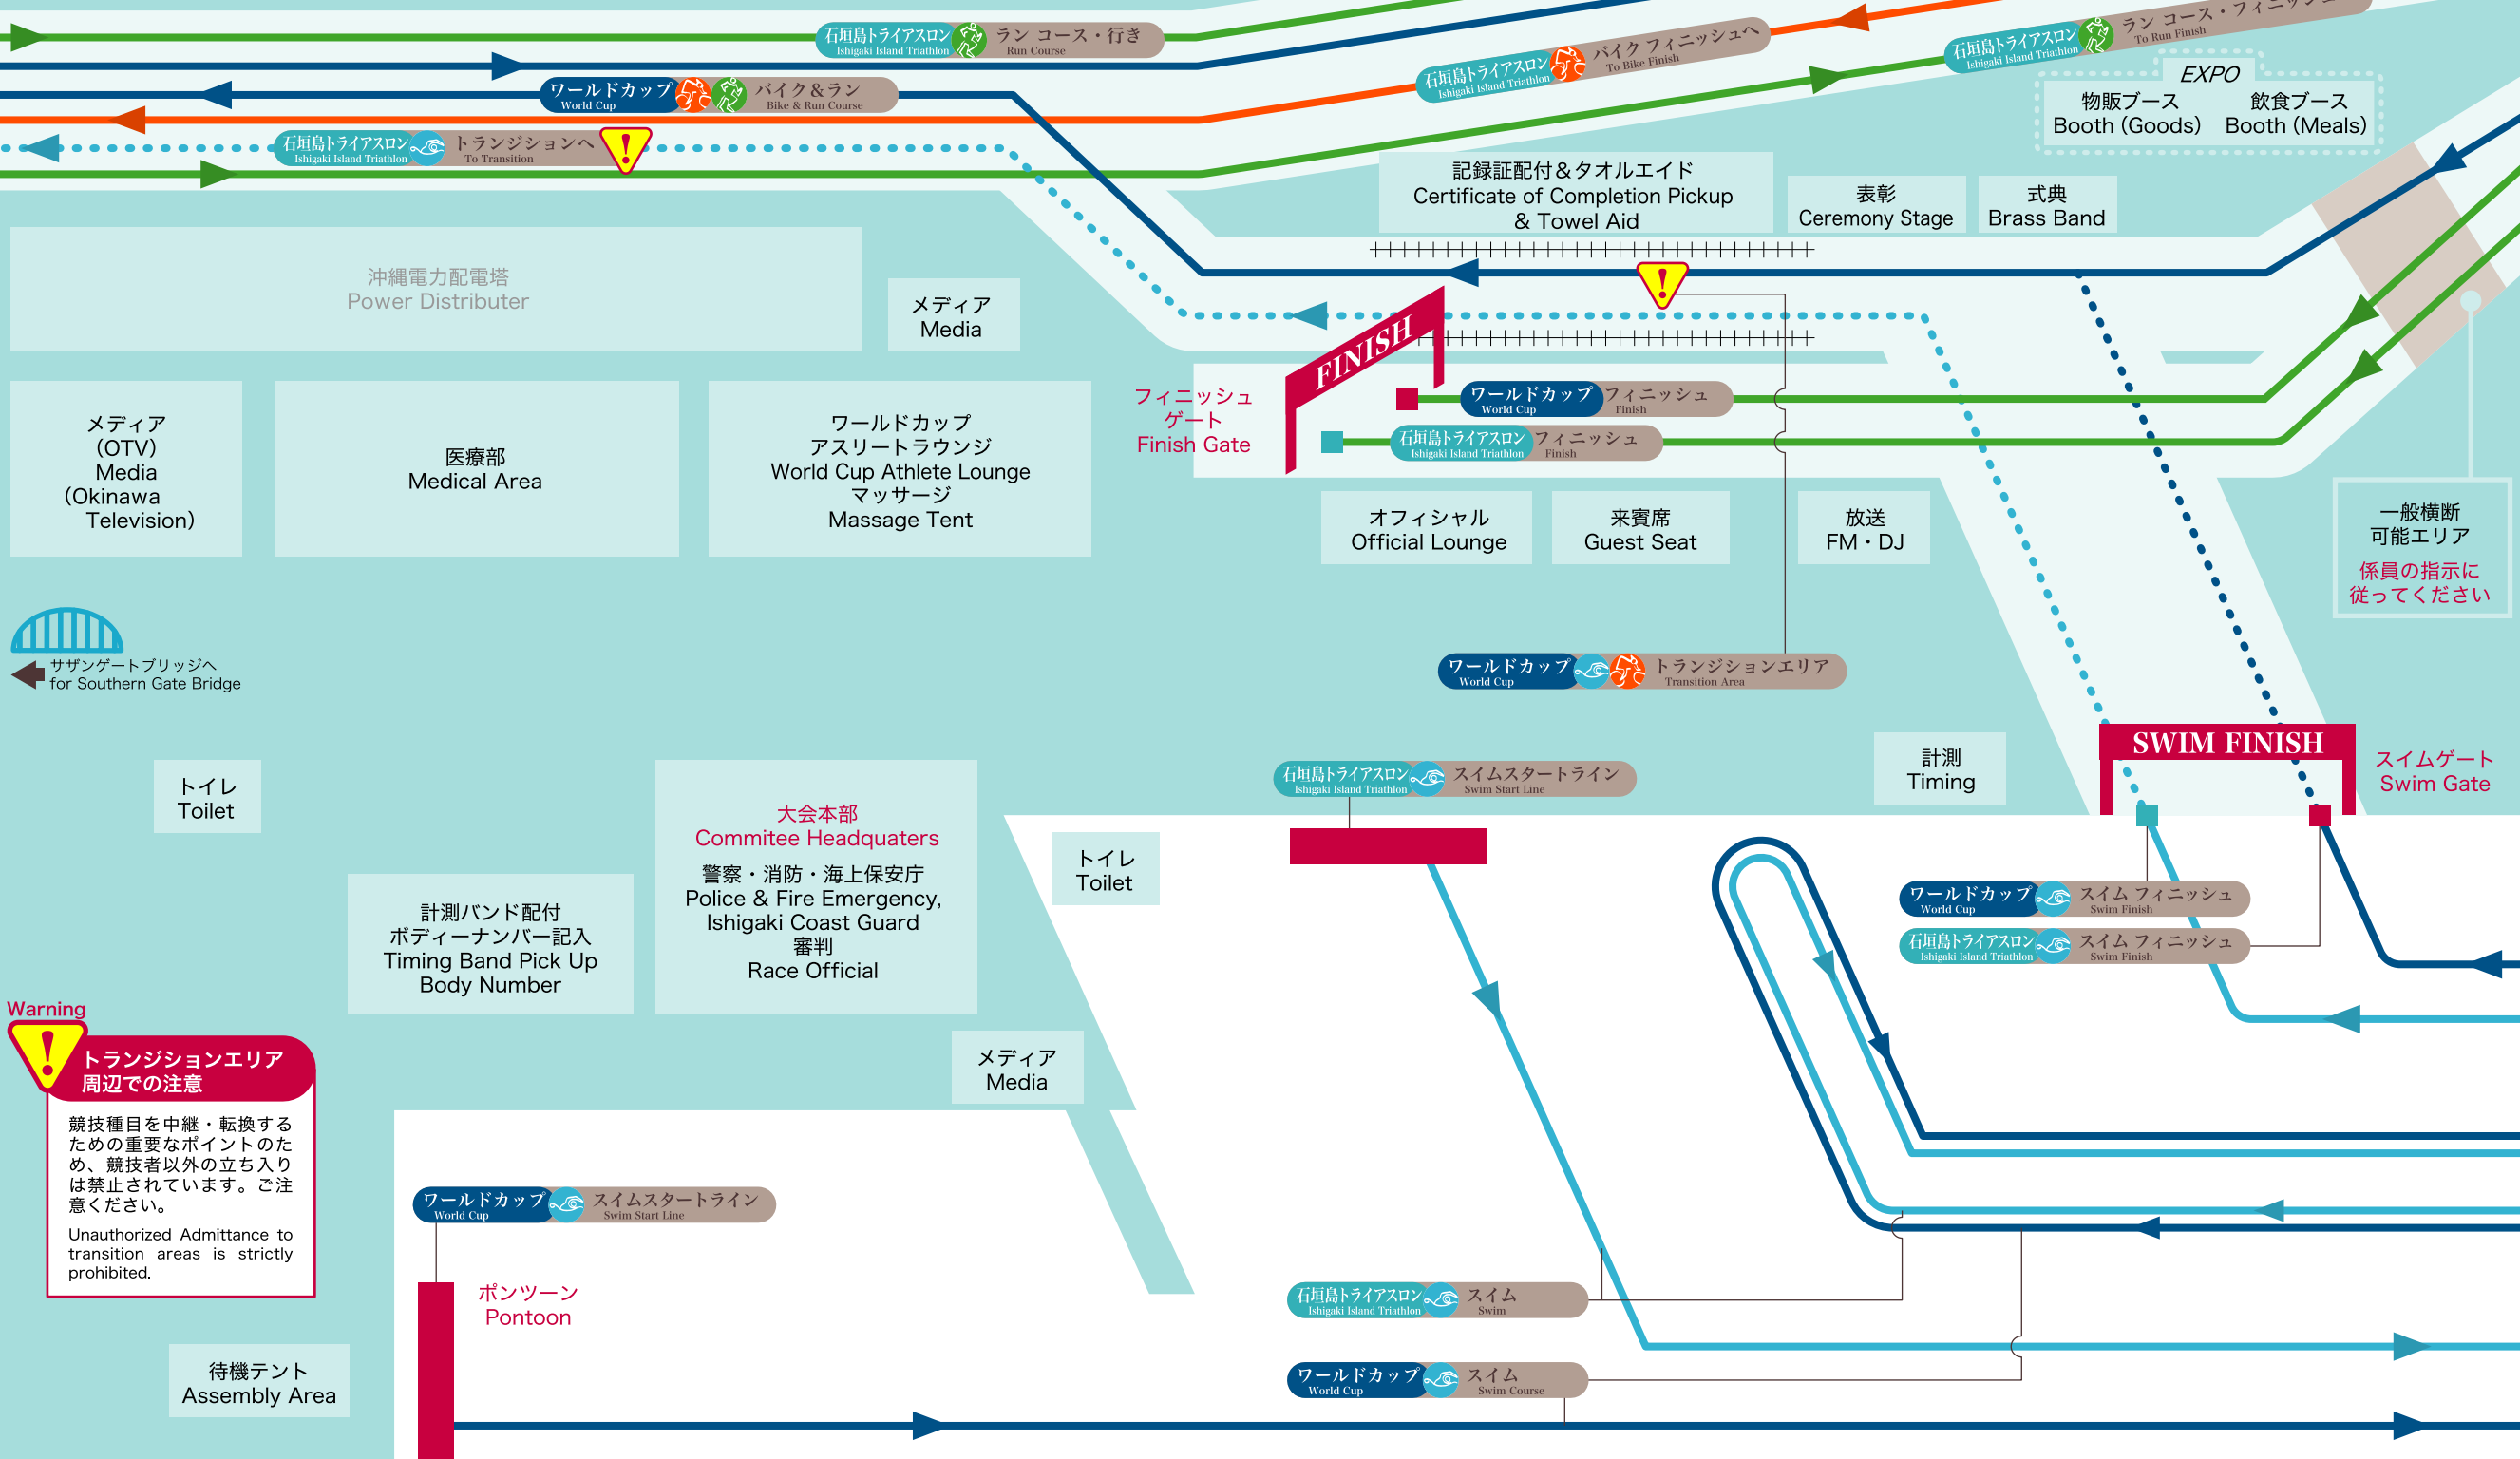 石垣島トライアスロン
Ishigaki Island Triathlon
ラン コース・行き
Run Course
ワールドカップ
World Cup
バイク＆ラン
Bike & Run Course
石垣島トライアスロン
Ishigaki Island Triathlon
トランジションへ
To Transition
石垣島トライアスロン
Ishigaki Island Triathlon
バイク フィニッシュへ
To Bike Finish
石垣島トライアスロン
Ishigaki Island Triathlon
ラン コース・フィニッシュ
To Run Finish
EXPO
物販ブース
Booth (Goods)
飲食ブース
Booth (Meals)
記録証配付＆タオルエイド
Certificate of Completion Pickup
& Towel Aid
表彰
Ceremony Stage
式典
Brass Band
沖縄電力配電塔
Power Distributer
メディア
Media
メディア
（OTV）
Media
（Okinawa
Television）
医療部
Medical Area
ワールドカップ
アスリートラウンジ
World Cup Athlete Lounge
マッサージ
Massage Tent
フィニッシュ
ゲート
Finish Gate
FINISH
ワールドカップ
World Cup
フィニッシュ
Finish
石垣島トライアスロン
Ishigaki Island Triathlon
フィニッシュ
Finish
オフィシャル
Official Lounge
来賓席
Guest Seat
放送
FM・DJ
一般横断
可能エリア
係員の指示に
従ってください
サザンゲートブリッジへ
for Southern Gate Bridge
ワールドカップ
World Cup
トランジションエリア
Transition Area
トイレ
Toilet
大会本部
Commitee Headquaters
警察・消防・海上保安庁
Police & Fire Emergency,
Ishigaki Coast Guard
審判
Race Official
計測バンド配付
ボディーナンバー記入
Timing Band Pick Up
Body Number
トイレ
Toilet
石垣島トライアスロン
Ishigaki Island Triathlon
スイムスタートライン
Swim Start Line
計測
Timing
SWIM FINISH
スイムゲート
Swim Gate
ワールドカップ
World Cup
スイム フィニッシュ
Swim Finish
石垣島トライアスロン
Ishigaki Island Triathlon
スイム フィニッシュ
Swim Finish
メディア
Media
Warning
!
トランジションエリア
周辺での注意
競技種目を中継・転換する
ための重要なポイントのた
め、競技者以外の立ち入り
は禁止されています。ご注
意ください。
Unauthorized Admittance to
transition areas is strictly
prohibited.
ワールドカップ
World Cup
スイムスタートライン
Swim Start Line
ポンツーン
Pontoon
待機テント
Assembly Area
石垣島トライアスロン
Ishigaki Island Triathlon
スイム
Swim
ワールドカップ
World Cup
スイム
Swim Course